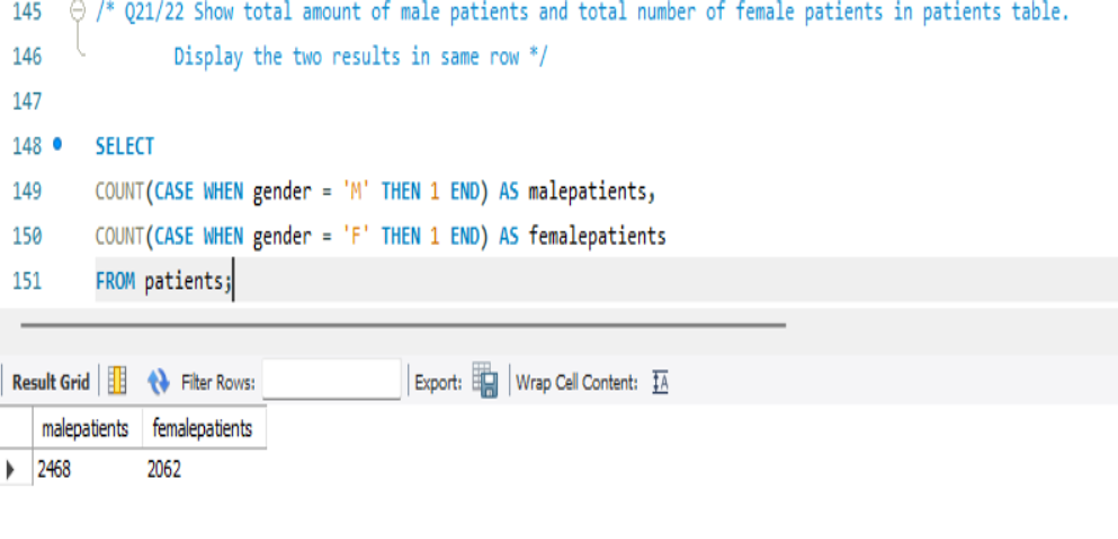 145 /* Q21/22 Show total amount of male patients and total number of female patients in patients table.
146 Display the two results in same row */
147
148 SELECT
149 COUNT(CASE WHEN gender = 'M' THEN 1 END) AS malepatients,
150 COUNT(CASE WHEN gender = 'F' THEN 1 END) AS femalepatients
151 FROM patients;
Result Grid Filter Rows: Export: Wrap Cell Content: IA
malepatients femalepatients
2468 2062